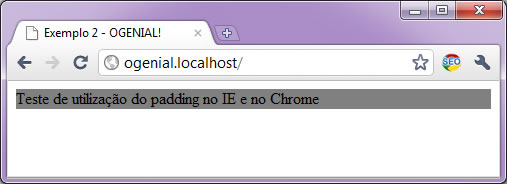 Exemplo 2 - OGENIAL!
ogenial.localhost/
SEO
Teste de utilização do padding no IE e no Chrome